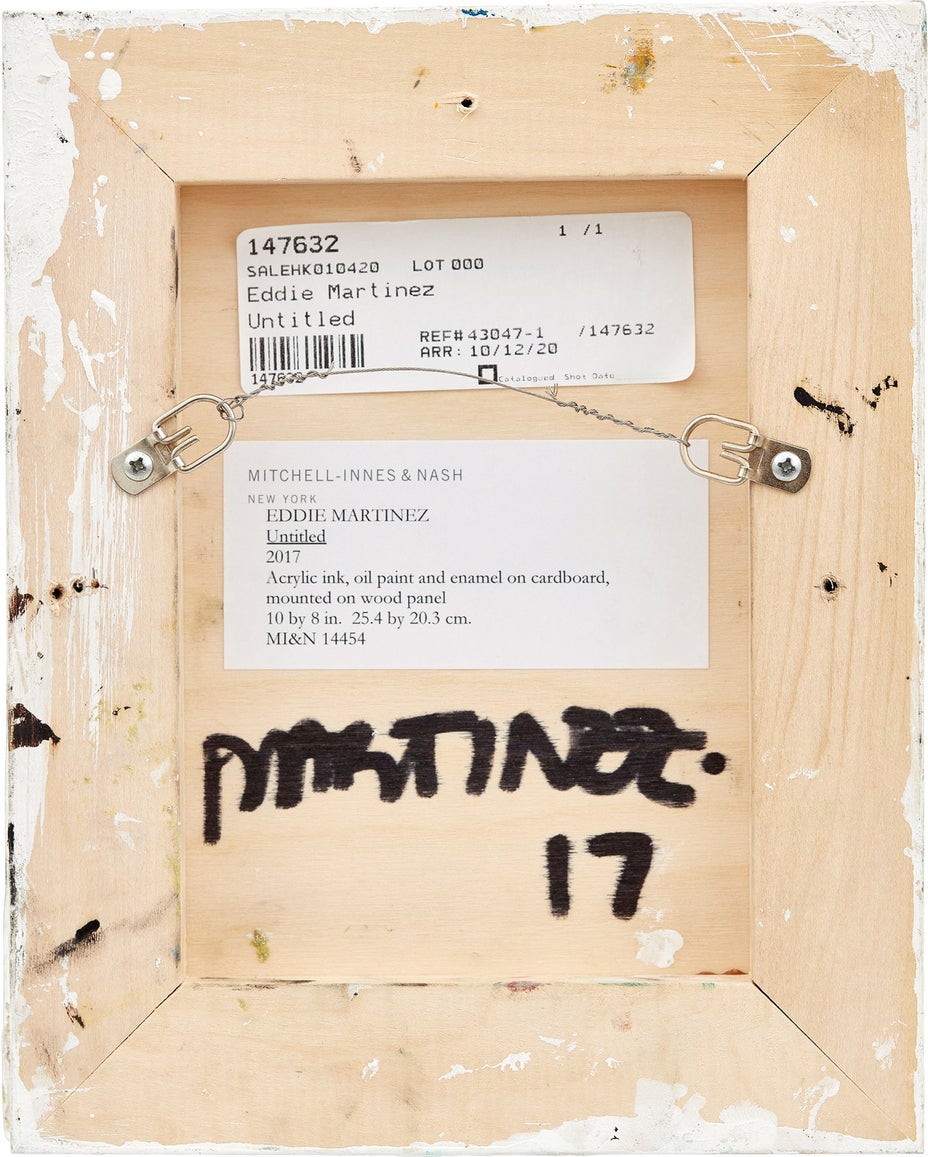 147632 1 /1
SALEHK010420 LOT 000
Eddie Martinez
Untitled
REF# 43047-1 /147632
ARR: 10/12/20
Catalogued Shot Date
MITCHELL-INNES & NASH
NEW YORK
EDDIE MARTINEZ
Untitled
2017
Acrylic ink, oil paint and enamel on cardboard,
mounted on wood panel
10 by 8 in. 25.4 by 20.3 cm.
MI&N 14454
MARTINEZ.
17